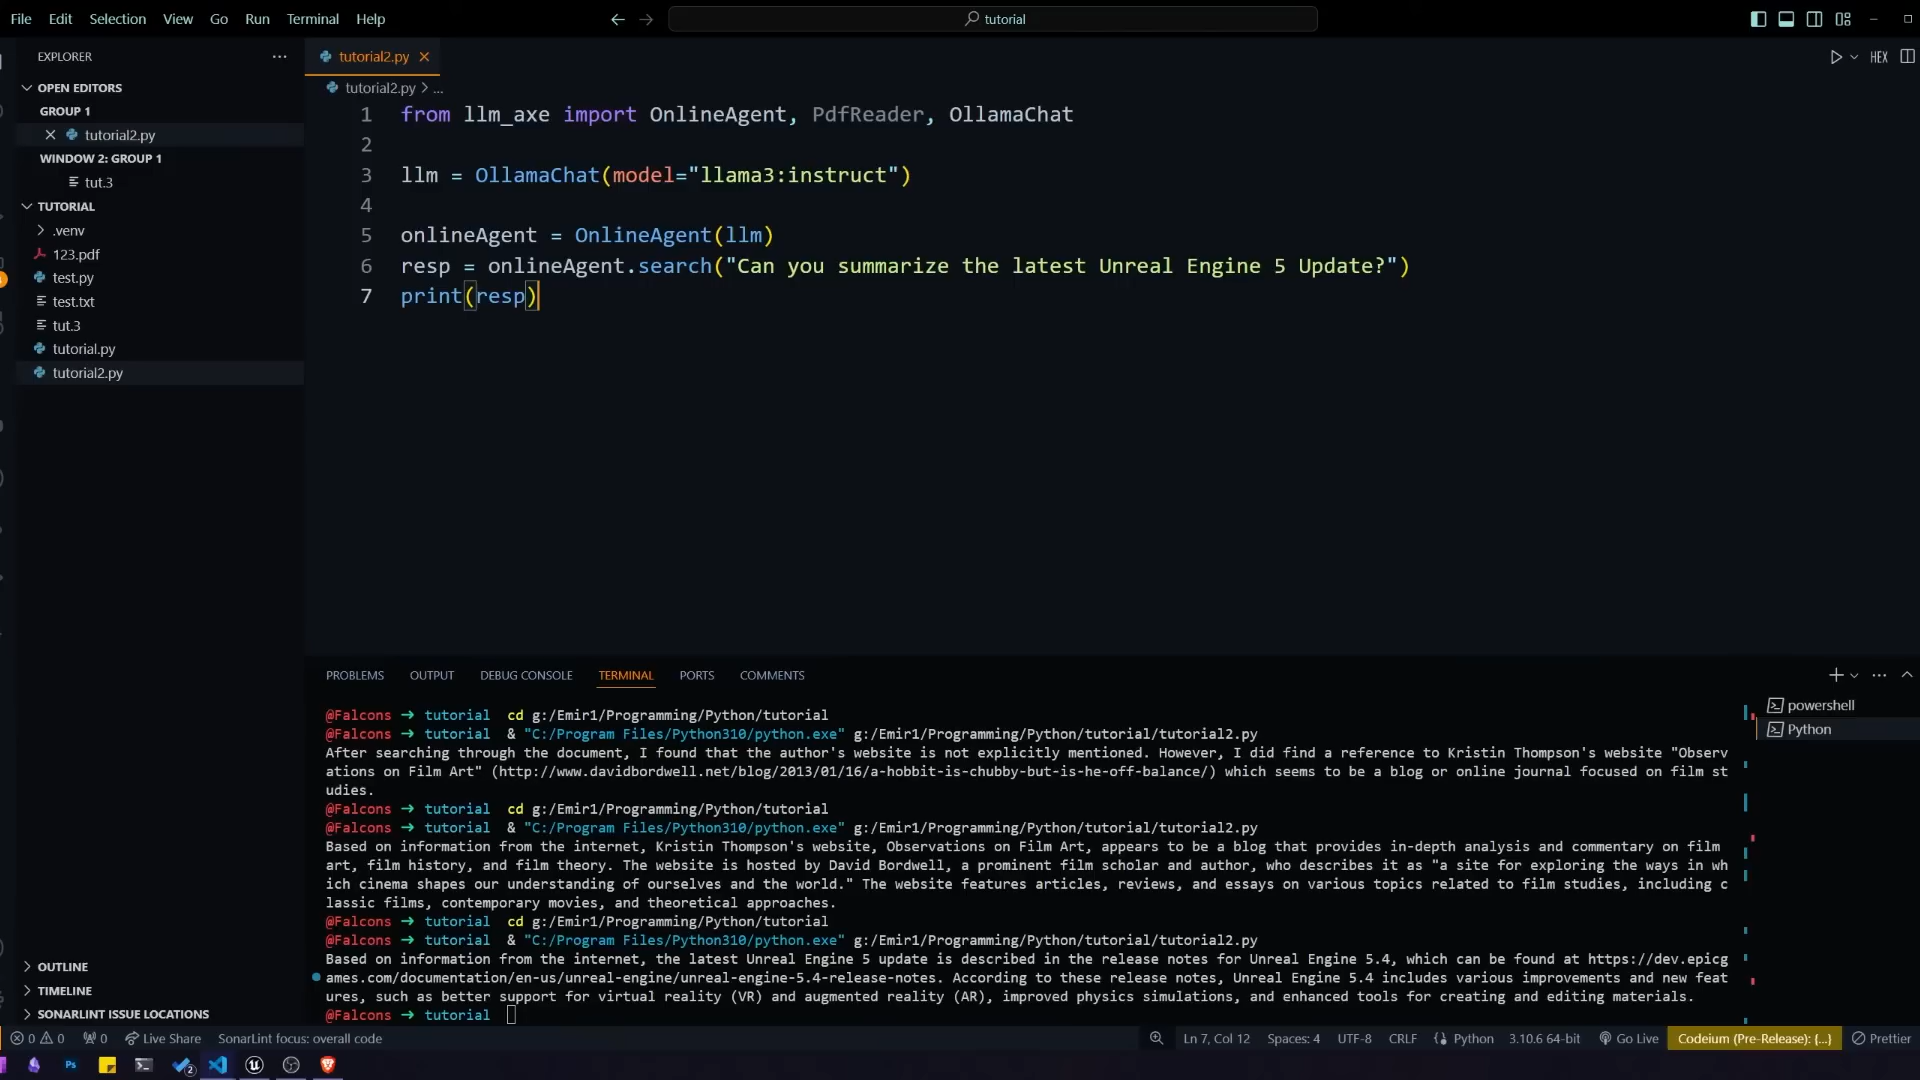 File Edit Selection View Go Run Terminal Help
tutorial
EXPLORER
OPEN EDITORS
GROUP 1
tutorial2.py
WINDOW 2: GROUP 1
tut.3
TUTORIAL
.venv
123.pdf
test.py
test.txt
tut.3
tutorial.py
tutorial2.py
OUTLINE
TIMELINE
SONARLINT ISSUE LOCATIONS
tutorial2.py
HEX
tutorial2.py > ...
1 from llm_axe import OnlineAgent, PdfReader, OllamaChat
2
3 llm = OllamaChat(model="llama3:instruct")
4
5 onlineAgent = OnlineAgent(llm)
6 resp = onlineAgent.search("Can you summarize the latest Unreal Engine 5 Update?")
7 print(resp)
PROBLEMS OUTPUT DEBUG CONSOLE TERMINAL PORTS COMMENTS
powershell
Python
@Falcons → tutorial cd g:/Emir1/Programming/Python/tutorial
@Falcons → tutorial & "C:/Program Files/Python310/python.exe" g:/Emir1/Programming/Python/tutorial/tutorial2.py
After searching through the document, I found that the author's website is not explicitly mentioned. However, I did find a reference to Kristin Thompson's website "Observ
ations on Film Art" (http://www.davidbordwell.net/blog/2013/01/16/a-hobbit-is-chubby-but-is-he-off-balance/) which seems to be a blog or online journal focused on film st
udies.
@Falcons → tutorial cd g:/Emir1/Programming/Python/tutorial
@Falcons → tutorial & "C:/Program Files/Python310/python.exe" g:/Emir1/Programming/Python/tutorial/tutorial2.py
Based on information from the internet, Kristin Thompson's website, Observations on Film Art, appears to be a blog that provides in-depth analysis and commentary on film
art, film history, and film theory. The website is hosted by David Bordwell, a prominent film scholar and author, who describes it as "a site for exploring the ways in wh
ich cinema shapes our understanding of ourselves and the world." The website features articles, reviews, and essays on various topics related to film studies, including c
lassic films, contemporary movies, and theoretical approaches.
@Falcons → tutorial cd g:/Emir1/Programming/Python/tutorial
@Falcons → tutorial & "C:/Program Files/Python310/python.exe" g:/Emir1/Programming/Python/tutorial/tutorial2.py
Based on information from the internet, the latest Unreal Engine 5 update is described in the release notes for Unreal Engine 5.4, which can be found at https://dev.epicg
ames.com/documentation/en-us/unreal-engine/unreal-engine-5.4-release-notes. According to these release notes, Unreal Engine 5.4 includes various improvements and new feat
ures, such as better support for virtual reality (VR) and augmented reality (AR), improved physics simulations, and enhanced tools for creating and editing materials.
@Falcons → tutorial
0 0 0 Live Share SonarLint focus: overall code Ln 7, Col 12 Spaces: 4 UTF-8 CRLF Python 3.10.6 64-bit Go Live Codeium (Pre-Release): {...} Prettier
Ps 2